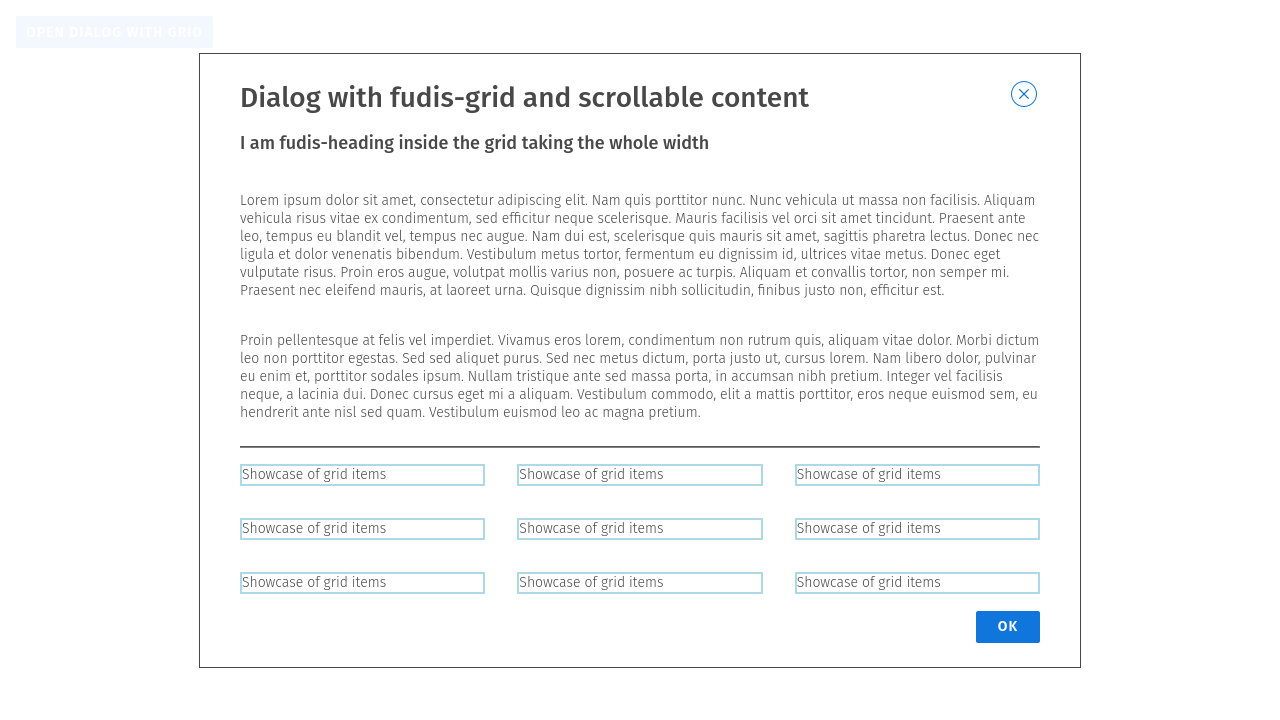 OPEN DIALOG WITH GRID
Dialog with fudis-grid and scrollable content
I am fudis-heading inside the grid taking the whole width
Lorem ipsum dolor sit amet, consectetur adipiscing elit. Nam quis porttitor nunc. Nunc vehicula ut massa non facilisis. Aliquam
vehicula risus vitae ex condimentum, sed efficitur neque scelerisque. Mauris facilisis vel orci sit amet tincidunt. Praesent ante
leo, tempus eu blandit vel, tempus nec augue. Nam dui est, scelerisque quis mauris sit amet, sagittis pharetra lectus. Donec nec
ligula et dolor venenatis bibendum. Vestibulum metus tortor, fermentum eu dignissim id, ultrices vitae metus. Donec eget
vulputate risus. Proin eros augue, volutpat mollis varius non, posuere ac turpis. Aliquam et convallis tortor, non semper mi.
Praesent nec eleifend mauris, at laoreet urna. Quisque dignissim nibh sollicitudin, finibus justo non, efficitur est.
Proin pellentesque at felis vel imperdiet. Vivamus eros lorem, condimentum non rutrum quis, aliquam vitae dolor. Morbi dictum
leo non porttitor egestas. Sed sed aliquet purus. Sed nec metus dictum, porta justo ut, cursus lorem. Nam libero dolor, pulvinar
eu enim et, porttitor sodales ipsum. Nullam tristique ante sed massa porta, in accumsan nibh pretium. Integer vel facilisis
neque, a lacinia dui. Donec cursus eget mi a aliquam. Vestibulum commodo, elit a mattis porttitor, eros neque euismod sem, eu
hendrerit ante nisl sed quam. Vestibulum euismod leo ac magna pretium.
Showcase of grid items
Showcase of grid items
Showcase of grid items
Showcase of grid items
Showcase of grid items
Showcase of grid items
Showcase of grid items
Showcase of grid items
Showcase of grid items
OK